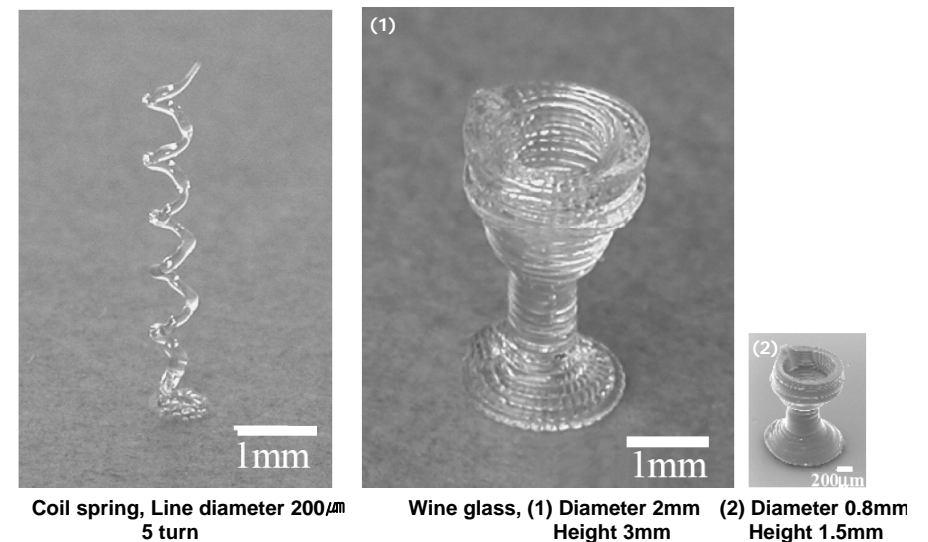 (1)
(2)
1mm
1mm
200μm
Coil spring, Line diameter 200㎛
5 turn
Wine glass, (1) Diameter 2mm
Height 3mm
(2) Diameter 0.8mm
Height 1.5mm